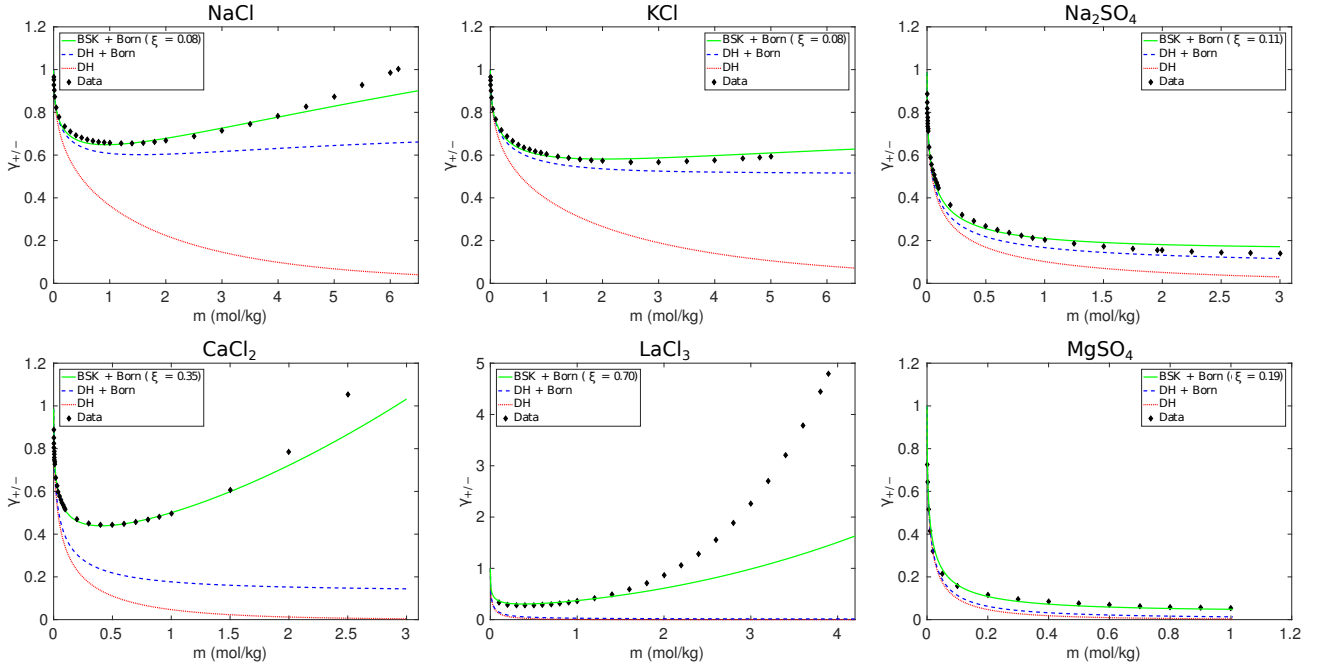 NaCl
1.2
1
0.8
0.6
0.4
0.2
0
γ+/−
BSK + Born ( ξ = 0.08)
DH + Born
DH
Data
0 1 2 3 4 5 6
m (mol/kg)
KCl
1.2
1
0.8
0.6
0.4
0.2
0
γ+/−
BSK + Born ( ξ = 0.08)
DH + Born
DH
Data
0 1 2 3 4 5 6
m (mol/kg)
Na₂SO₄
1.2
1
0.8
0.6
0.4
0.2
0
γ+/−
BSK + Born ( ξ = 0.11)
DH + Born
DH
Data
0 0.5 1 1.5 2 2.5 3
m (mol/kg)
CaCl₂
1.2
1
0.8
0.6
0.4
0.2
0
γ+/−
BSK + Born ( ξ = 0.35)
DH + Born
DH
Data
0 0.5 1 1.5 2 2.5 3
m (mol/kg)
LaCl₃
5
4
3
2
1
0
γ+/−
BSK + Born ( ξ = 0.70)
DH + Born
DH
Data
0 1 2 3 4
m (mol/kg)
MgSO₄
1.2
1
0.8
0.6
0.4
0.2
0
γ+/−
BSK + Born ( ξ = 0.19)
DH + Born
DH
Data
0 0.2 0.4 0.6 0.8 1 1.2
m (mol/kg)